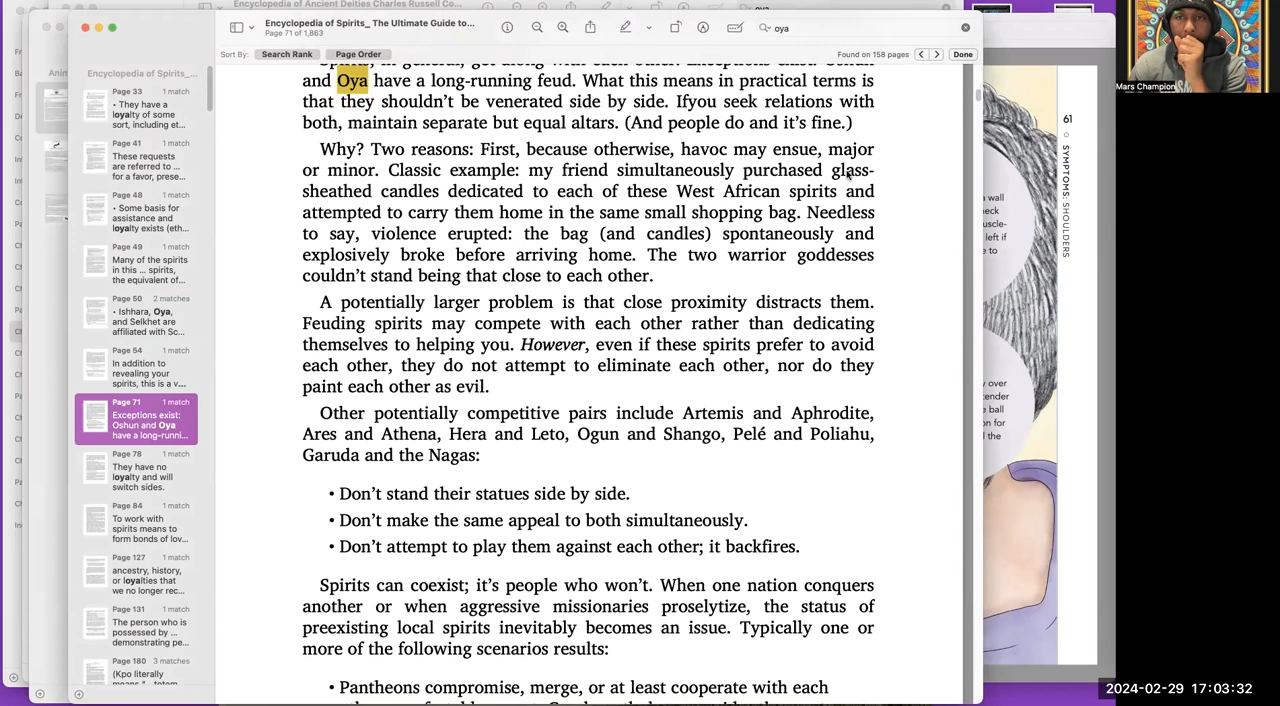 Encyclopedia of Ancient Deities Charles Russell Co...
Encyclopedia of Spirits_ The Ultimate Guide to...
Page 71 of 1,863
oya
Sort By:
Search Rank
Page Order
Found on 158 pages
Done
Encyclopedia of Spirits_...
Page 33
1 match
• They have a
loyalty of some
sort, including et...
Page 41
1 match
These requests
are referred to ...
for a favor, prese...
Page 48
1 match
• Some basis for
assistance and
loyalty exists (eth...
Page 49
1 match
Many of the spirits
in this ... spirits,
the equivalent of...
Page 50
2 matches
• Ishhara, Oya,
and Selkhet are
affiliated with Sc...
Page 54
1 match
In addition to
revealing your
spirits, this is a v...
Page 71
1 match
Exceptions exist:
Oshun and Oya
have a long-runni...
Page 78
1 match
They have no
loyalty and will
switch sides.
Page 84
1 match
To work with
spirits means to
form bonds of lov...
Page 127
1 match
ancestry, history,
or loyalties that
we no longer rec...
Page 131
1 match
The person who is
possessed by ...
demonstrating pe...
Page 180
3 matches
(Kpo literally
and Oya have a long-running feud. What this means in practical terms is
that they shouldn't be venerated side by side. Ifyou seek relations with
both, maintain separate but equal altars. (And people do and it's fine.)
Why? Two reasons: First, because otherwise, havoc may ensue, major
or minor. Classic example: my friend simultaneously purchased glass-
sheathed candles dedicated to each of these West African spirits and
attempted to carry them home in the same small shopping bag. Needless
to say, violence erupted: the bag (and candles) spontaneously and
explosively broke before arriving home. The two warrior goddesses
couldn't stand being that close to each other.
A potentially larger problem is that close proximity distracts them.
Feuding spirits may compete with each other rather than dedicating
themselves to helping you. However, even if these spirits prefer to avoid
each other, they do not attempt to eliminate each other, nor do they
paint each other as evil.
Other potentially competitive pairs include Artemis and Aphrodite,
Ares and Athena, Hera and Leto, Ogun and Shango, Pelé and Poliahu,
Garuda and the Nagas:
• Don't stand their statues side by side.
• Don't make the same appeal to both simultaneously.
• Don't attempt to play them against each other; it backfires.
Spirits can coexist; it's people who won't. When one nation conquers
another or when aggressive missionaries proselytize, the status of
preexisting local spirits inevitably becomes an issue. Typically one or
more of the following scenarios results:
• Pantheons compromise, merge, or at least cooperate with each
61
SYMPTOMS: SHOULDERS
a wall
left if
over
tender
ball
on for
the
Mars Champion
2024-02-29 17:03:32